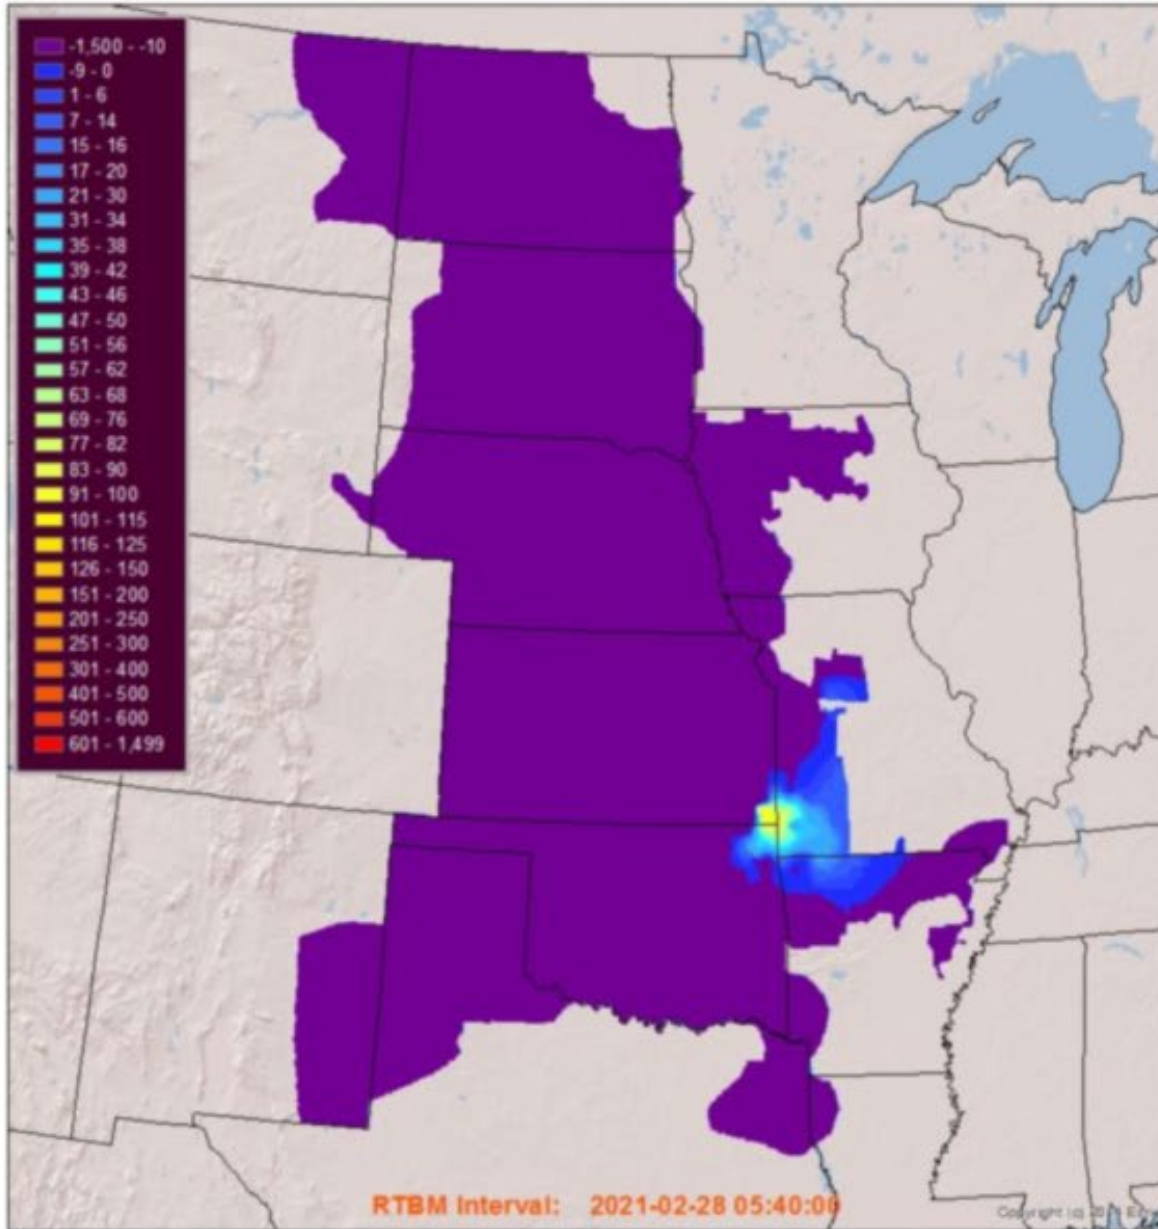 -1,500 - -10
-9 - 0
1 - 6
7 - 14
15 - 16
17 - 20
21 - 30
31 - 34
35 - 38
39 - 42
43 - 46
47 - 50
51 - 56
57 - 62
63 - 68
69 - 76
77 - 82
83 - 90
91 - 100
101 - 115
116 - 125
126 - 150
151 - 200
201 - 250
251 - 300
301 - 400
401 - 500
501 - 600
601 - 1,499
RTBM Interval: 2021-02-28 05:40:00
Copyright (c)